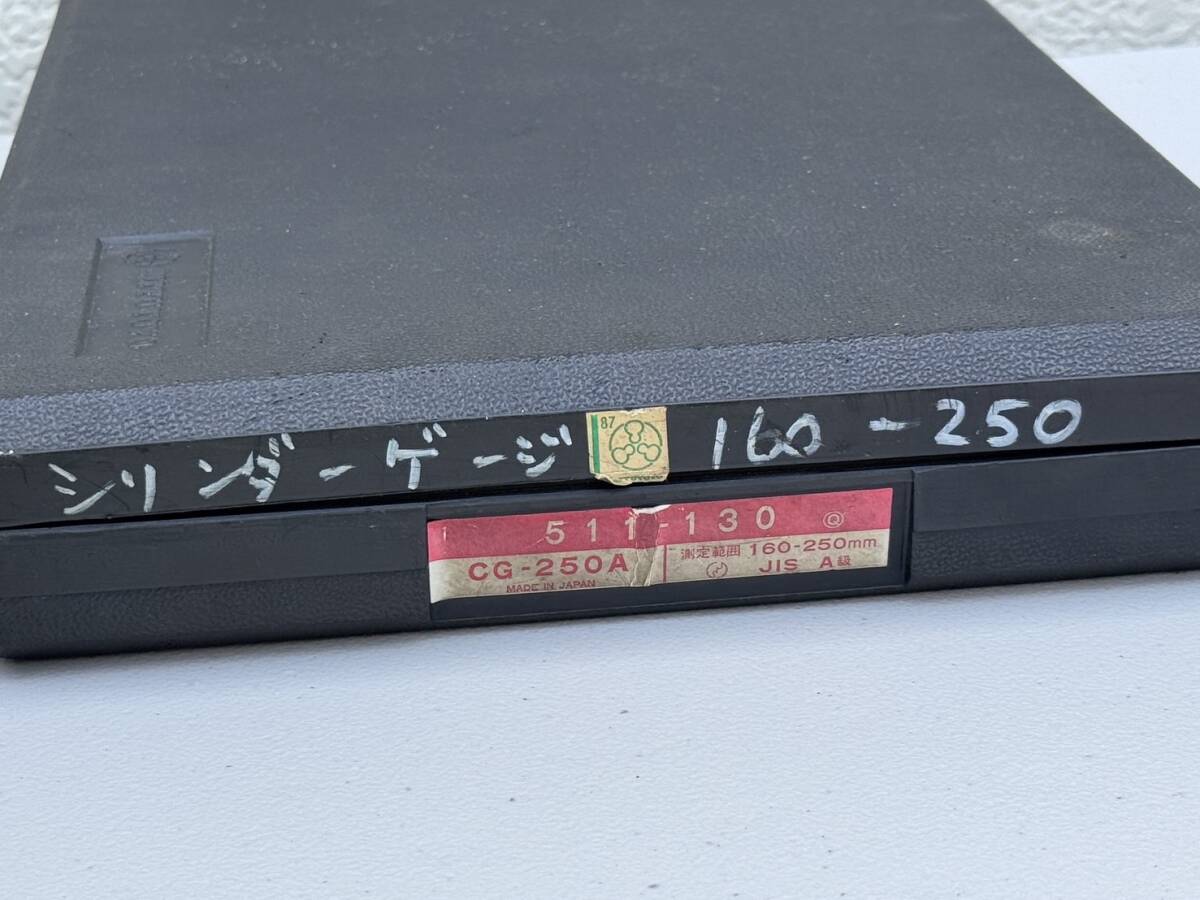 シリンダーゲージ 160-250
87
511-130 Q
CG-250A
MADE IN JAPAN
測定範囲 160-250mm
JIS A級